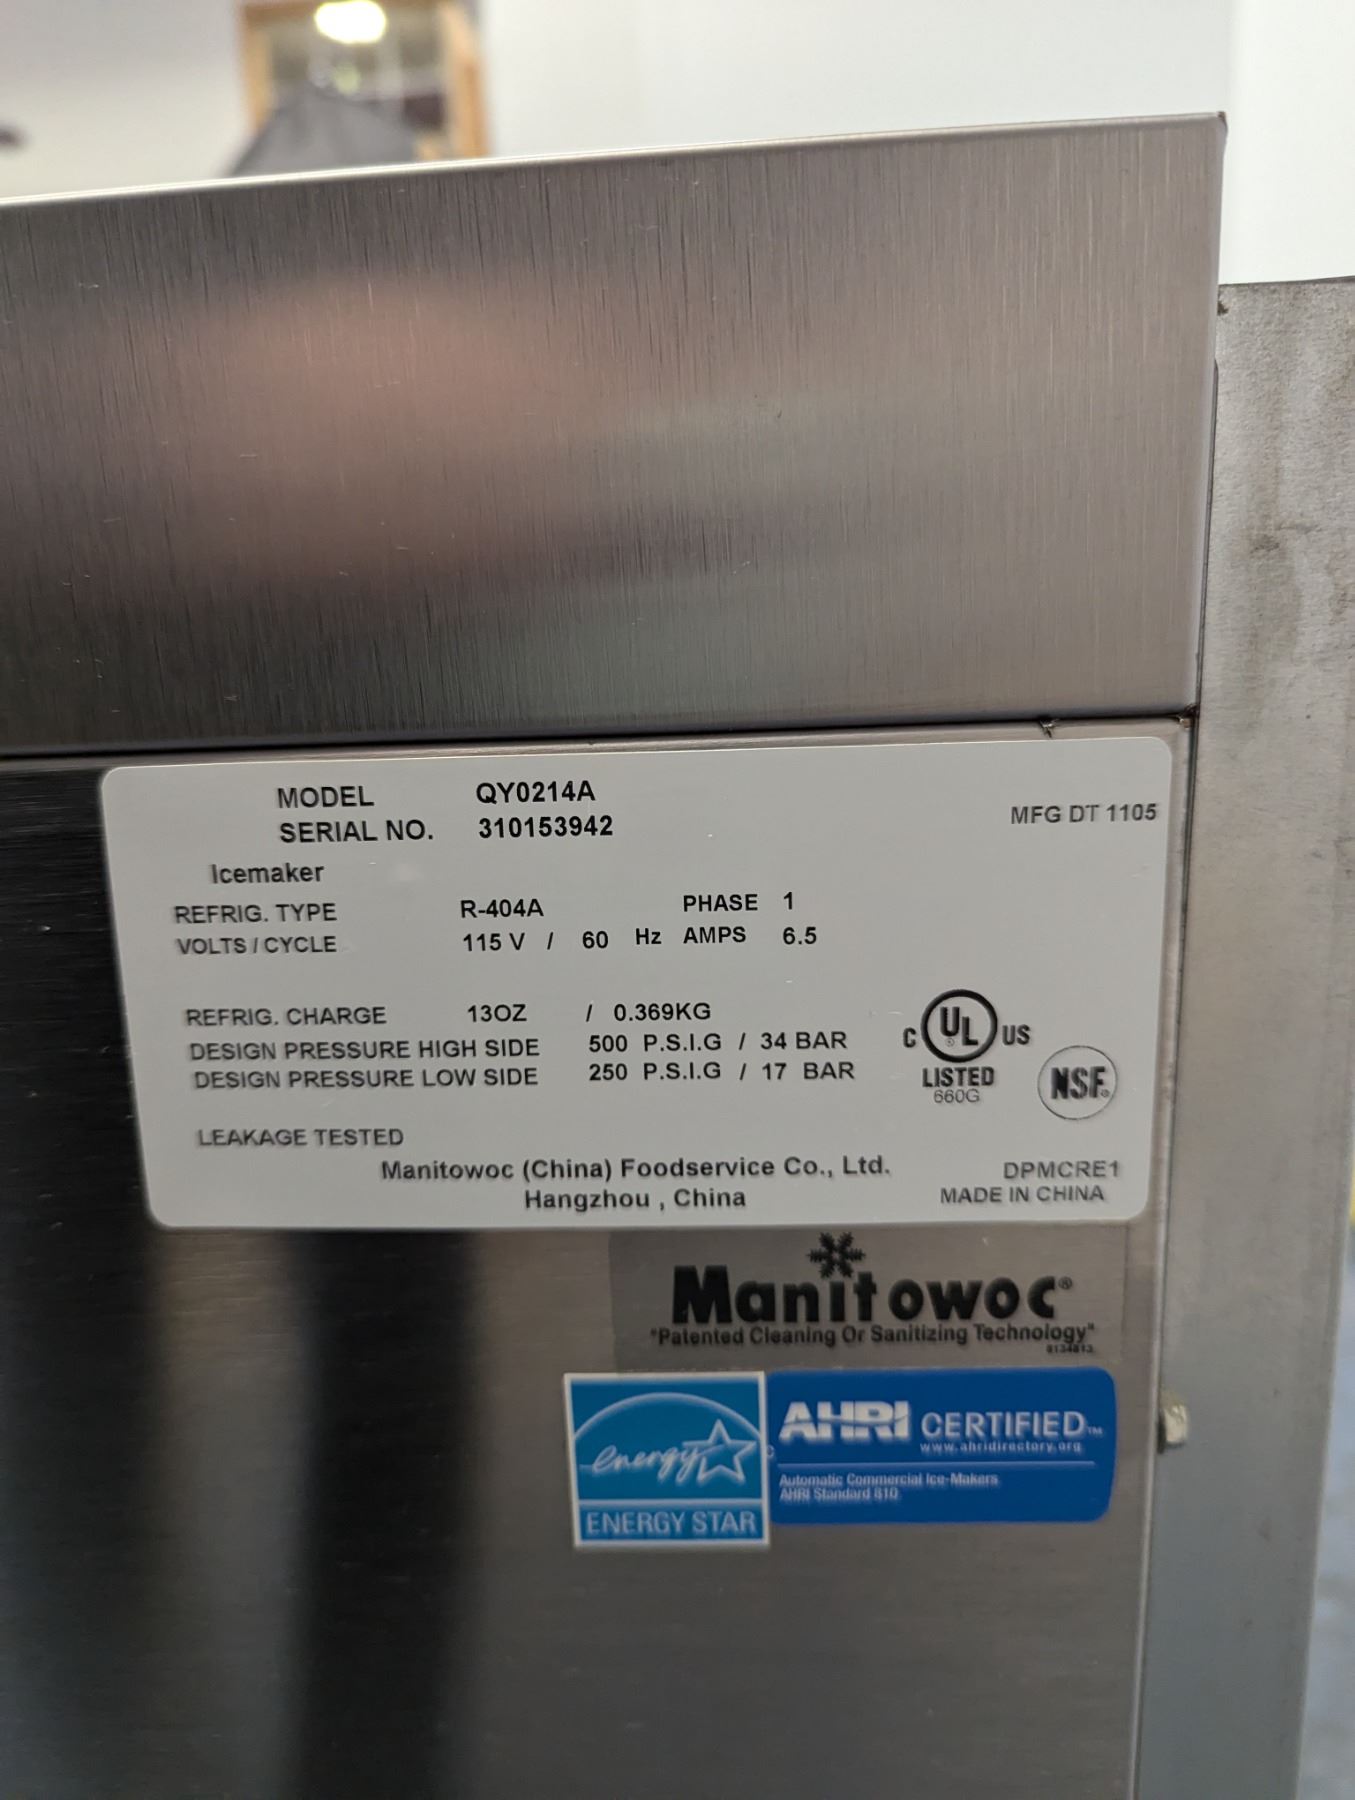 MODEL QY0214A
SERIAL NO. 310153942
MFG DT 1105
Icemaker
REFRIG. TYPE R-404A PHASE 1
VOLTS / CYCLE 115 V / 60 Hz AMPS 6.5
REFRIG. CHARGE 13OZ / 0.369KG
DESIGN PRESSURE HIGH SIDE 500 P.S.I.G / 34 BAR
DESIGN PRESSURE LOW SIDE 250 P.S.I.G / 17 BAR
C UL® US
LISTED
660G
NSF®
LEAKAGE TESTED
Manitowoc (China) Foodservice Co., Ltd.
Hangzhou , China
DPMCRE1
MADE IN CHINA
Manitowoc®
"Patented Cleaning Or Sanitizing Technology"
energy
ENERGY STAR
AHRI CERTIFIED™
www.ahridirectory.org
Automatic Commercial Ice-Makers
AHRI Standard 810